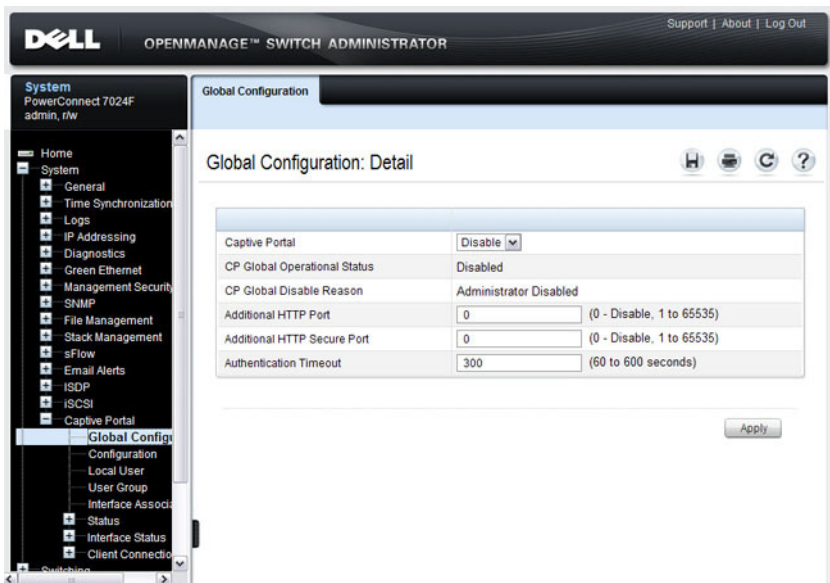 Support | About | Log Out
DELL OPENMANAGE™ SWITCH ADMINISTRATOR
System
PowerConnect 7024F
admin, r/w
Global Configuration
Home
System
General
Time Synchronization
Logs
IP Addressing
Diagnostics
Green Ethernet
Management Security
SNMP
File Management
Stack Management
sFlow
Email Alerts
ISDP
iSCSI
Captive Portal
Global Configu
Configuration
Local User
User Group
Interface Associa
Status
Interface Status
Client Connectio
Switching
Global Configuration: Detail
Captive Portal Disable
CP Global Operational Status Disabled
CP Global Disable Reason Administrator Disabled
Additional HTTP Port 0 (0 - Disable, 1 to 65535)
Additional HTTP Secure Port 0 (0 - Disable, 1 to 65535)
Authentication Timeout 300 (60 to 600 seconds)
Apply